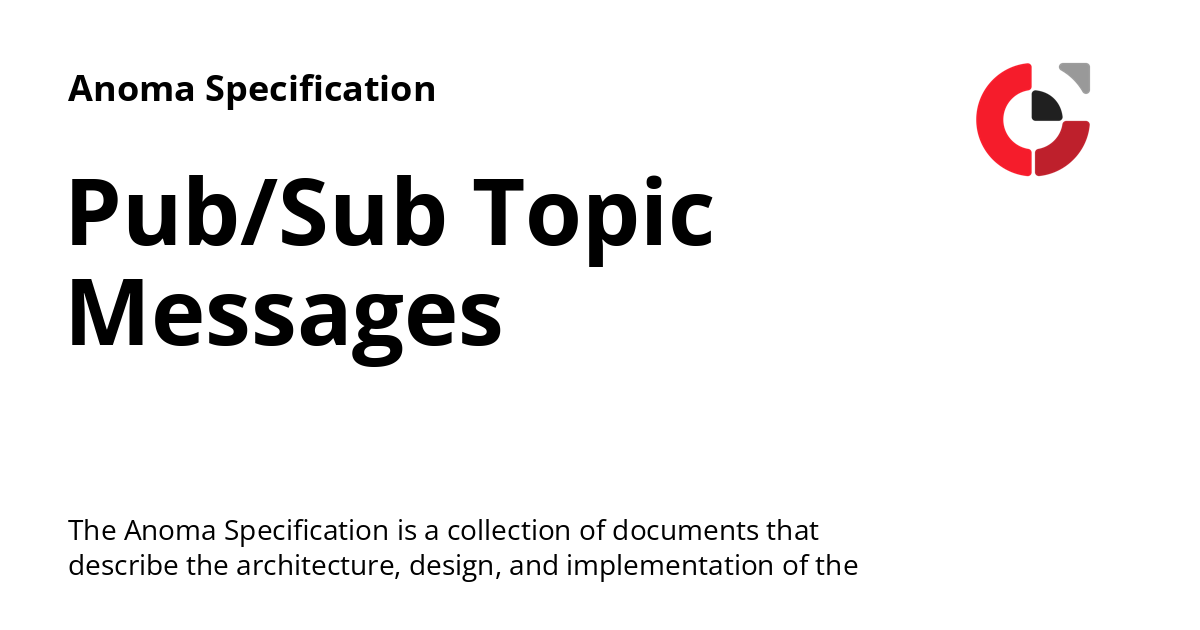 Anoma Specification
Pub/Sub Topic
Messages
The Anoma Specification is a collection of documents that
describe the architecture, design, and implementation of the